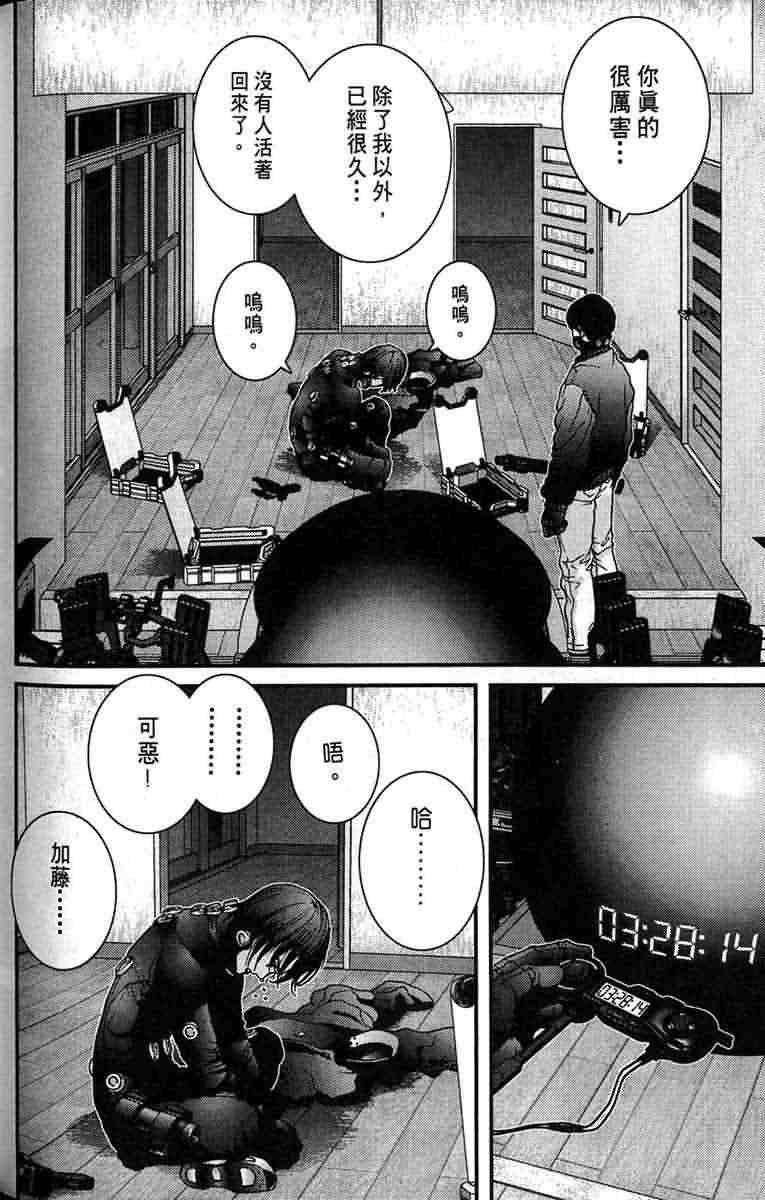 你眞的
很厲害…
除了我以外，
已經很久…
沒有人活著
回來了。
嗚嗚。
嗚嗚。
03:28:14
03:28:14
哈………
唔。
………
可惡！
加藤……